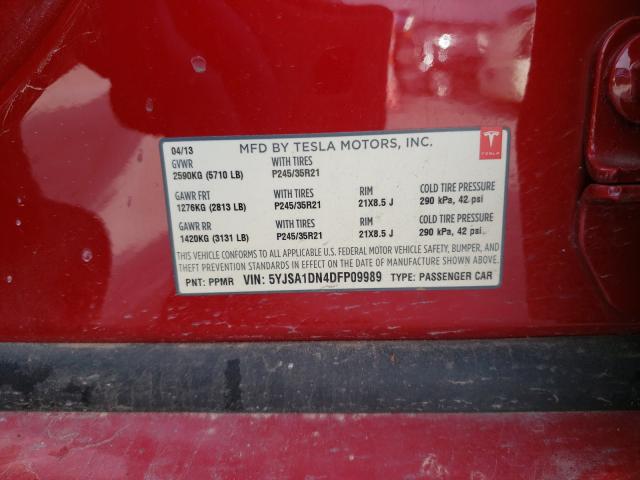 04/13 MFD BY TESLA MOTORS, INC.
GVWR WITH TIRES
2590KG (5710 LB) P245/35R21
TESLA
GAWR FRT WITH TIRES RIM COLD TIRE PRESSURE
1276KG (2813 LB) P245/35R21 21X8.5 J 290 kPa, 42 psi
GAWR RR WITH TIRES RIM COLD TIRE PRESSURE
1420KG (3131 LB) P245/35R21 21X8.5 J 290 kPa, 42 psi.
THIS VEHICLE CONFORMS TO ALL APPLICABLE U.S. FEDERAL MOTOR VEHICLE SAFETY, BUMPER, AND
THEFT PREVENTION STANDARDS IN EFFECT ON THE DATE OF MANUFACTURE SHOWN ABOVE.
PNT: PPMR VIN: 5YJSA1DN4DFP09989 TYPE: PASSENGER CAR